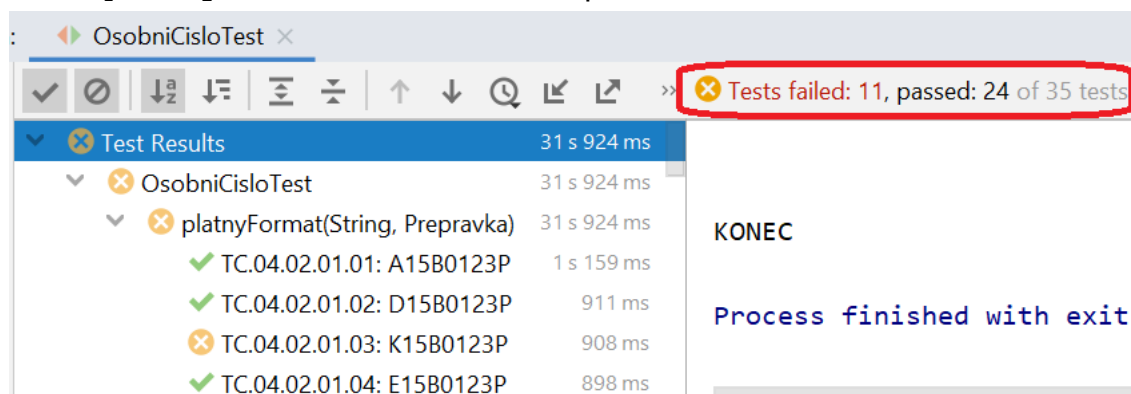 : OsobniCisloTest ×
Tests failed: 11, passed: 24 of 35 tests
Test Results 31 s 924 ms
OsobniCisloTest 31 s 924 ms
platnyFormat(String, Prepravka) 31 s 924 ms
TC.04.02.01.01: A15B0123P 1 s 159 ms
TC.04.02.01.02: D15B0123P 911 ms
TC.04.02.01.03: K15B0123P 908 ms
TC.04.02.01.04: E15B0123P 898 ms
KONEC
Process finished with exit